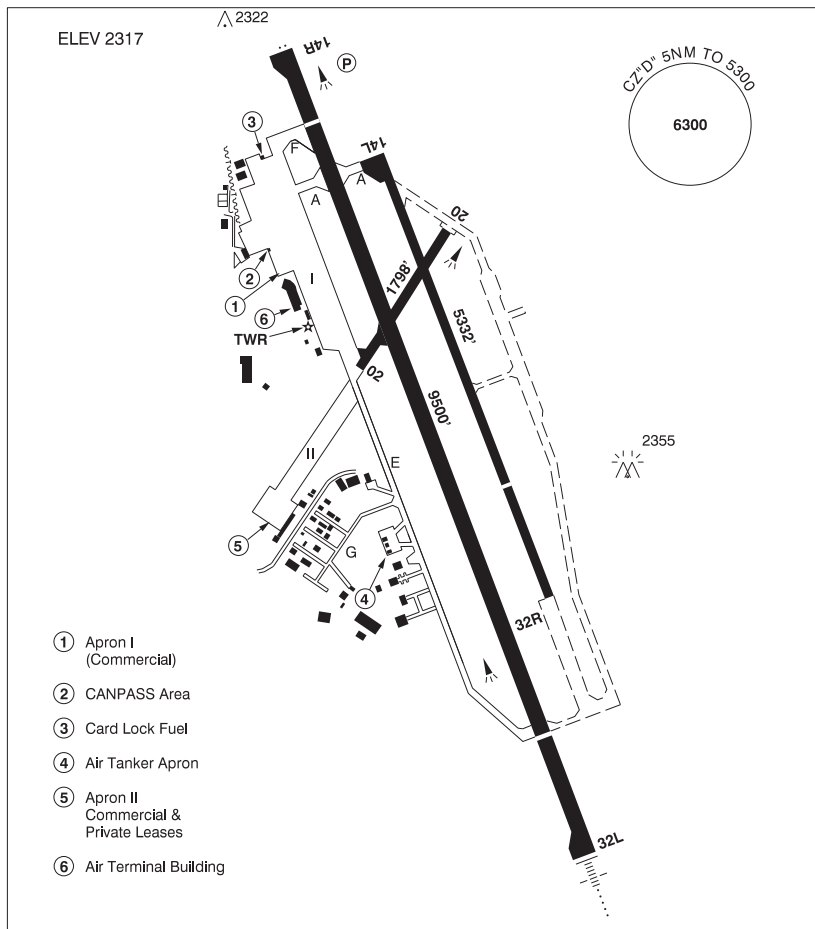 2322
ELEV 2317
14R
P
CZ"D" 5NM TO 5300
6300
3
14L
F
A
A
20
2
1
I
1798'
6
TWR
5332'
02
9500'
2355
II
E
5
G
4
32R
1 Apron I
(Commercial)
2 CANPASS Area
3 Card Lock Fuel
4 Air Tanker Apron
5 Apron II
Commercial &
Private Leases
6 Air Terminal Building
32L